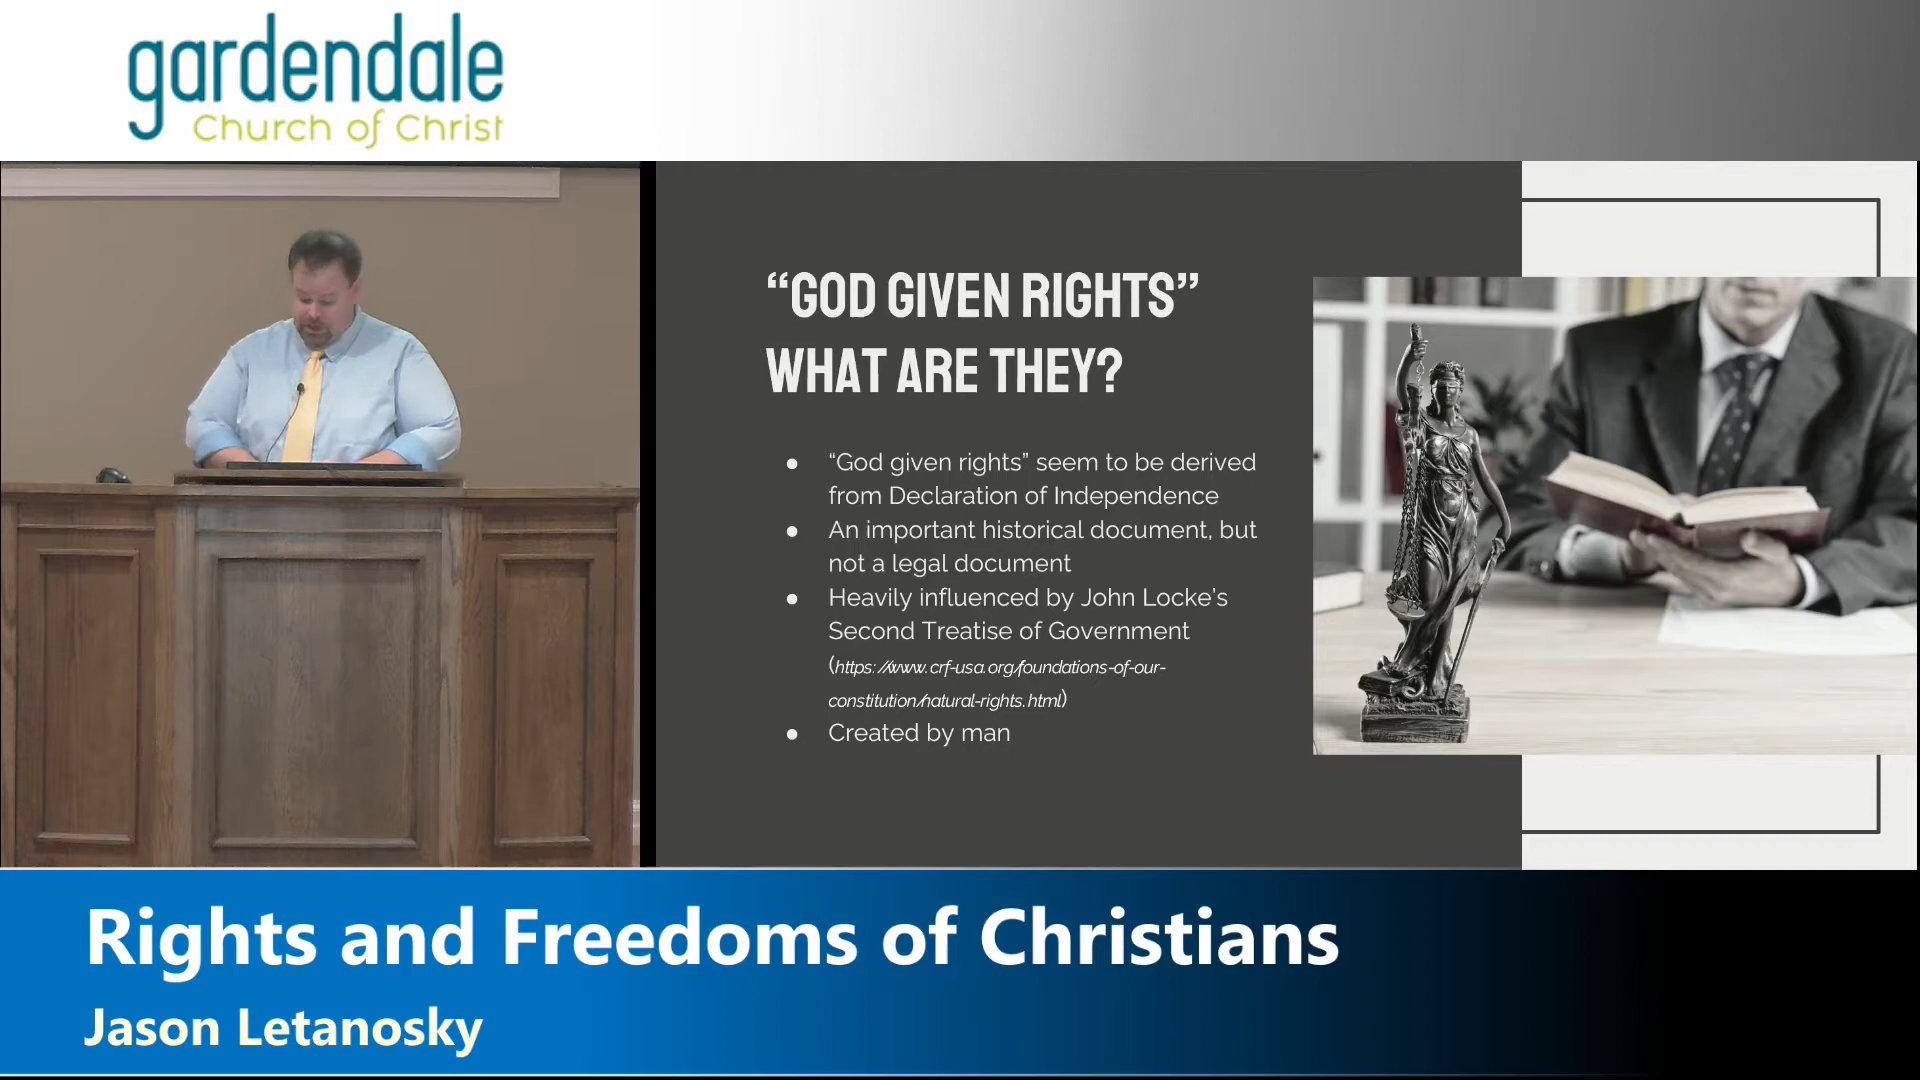 gardendale
Church of Christ
“GOD GIVEN RIGHTS”
WHAT ARE THEY?
● “God given rights” seem to be derived
from Declaration of Independence
● An important historical document, but
not a legal document
● Heavily influenced by John Locke’s
Second Treatise of Government
(https://www.crf-usa.org/foundations-of-our-
constitution/natural-rights.html)
● Created by man
Rights and Freedoms of Christians
Jason Letanosky